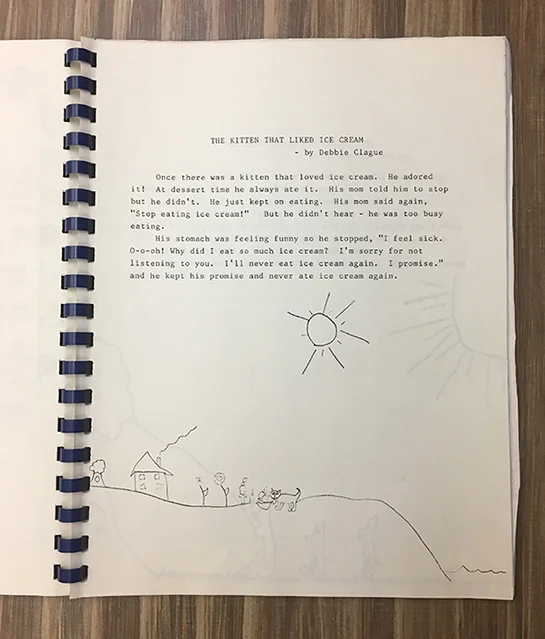 THE KITTEN THAT LIKED ICE CREAM
- by Debbie Clague
Once there was a kitten that loved ice cream. He adored
it! At dessert time he always ate it. His mom told him to stop
but he didn't. He just kept on eating. His mom said again,
"Stop eating ice cream!" But he didn't hear - he was too busy
eating.
His stomach was feeling funny so he stopped, "I feel sick.
O-o-oh! Why did I eat so much ice cream? I'm sorry for not
listening to you. I'll never eat ice cream again. I promise."
and he kept his promise and never ate ice cream again.